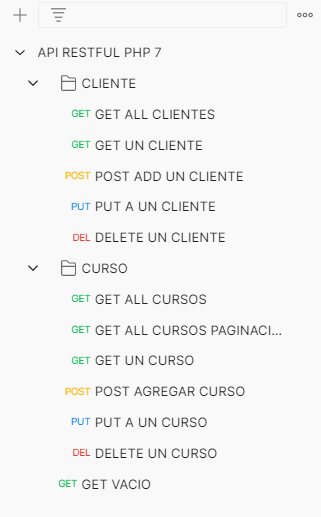 API RESTFUL PHP 7
CLIENTE
GET GET ALL CLIENTES
GET GET UN CLIENTE
POST POST ADD UN CLIENTE
PUT PUT A UN CLIENTE
DEL DELETE UN CLIENTE
CURSO
GET GET ALL CURSOS
GET GET ALL CURSOS PAGINACI...
GET GET UN CURSO
POST POST AGREGAR CURSO
PUT PUT A UN CURSO
DEL DELETE UN CURSO
GET GET VACIO